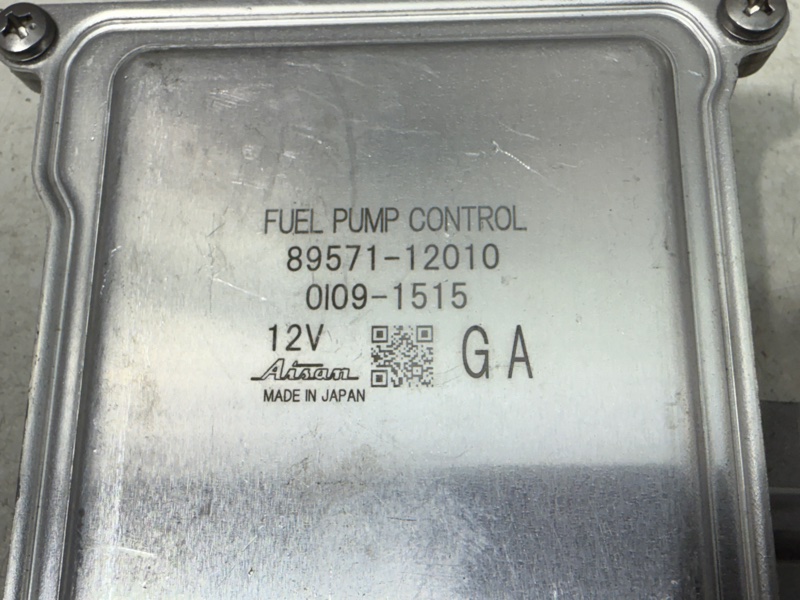 FUEL PUMP CONTROL
89571-12010
0I09-1515
12V GA
Aisan
MADE IN JAPAN